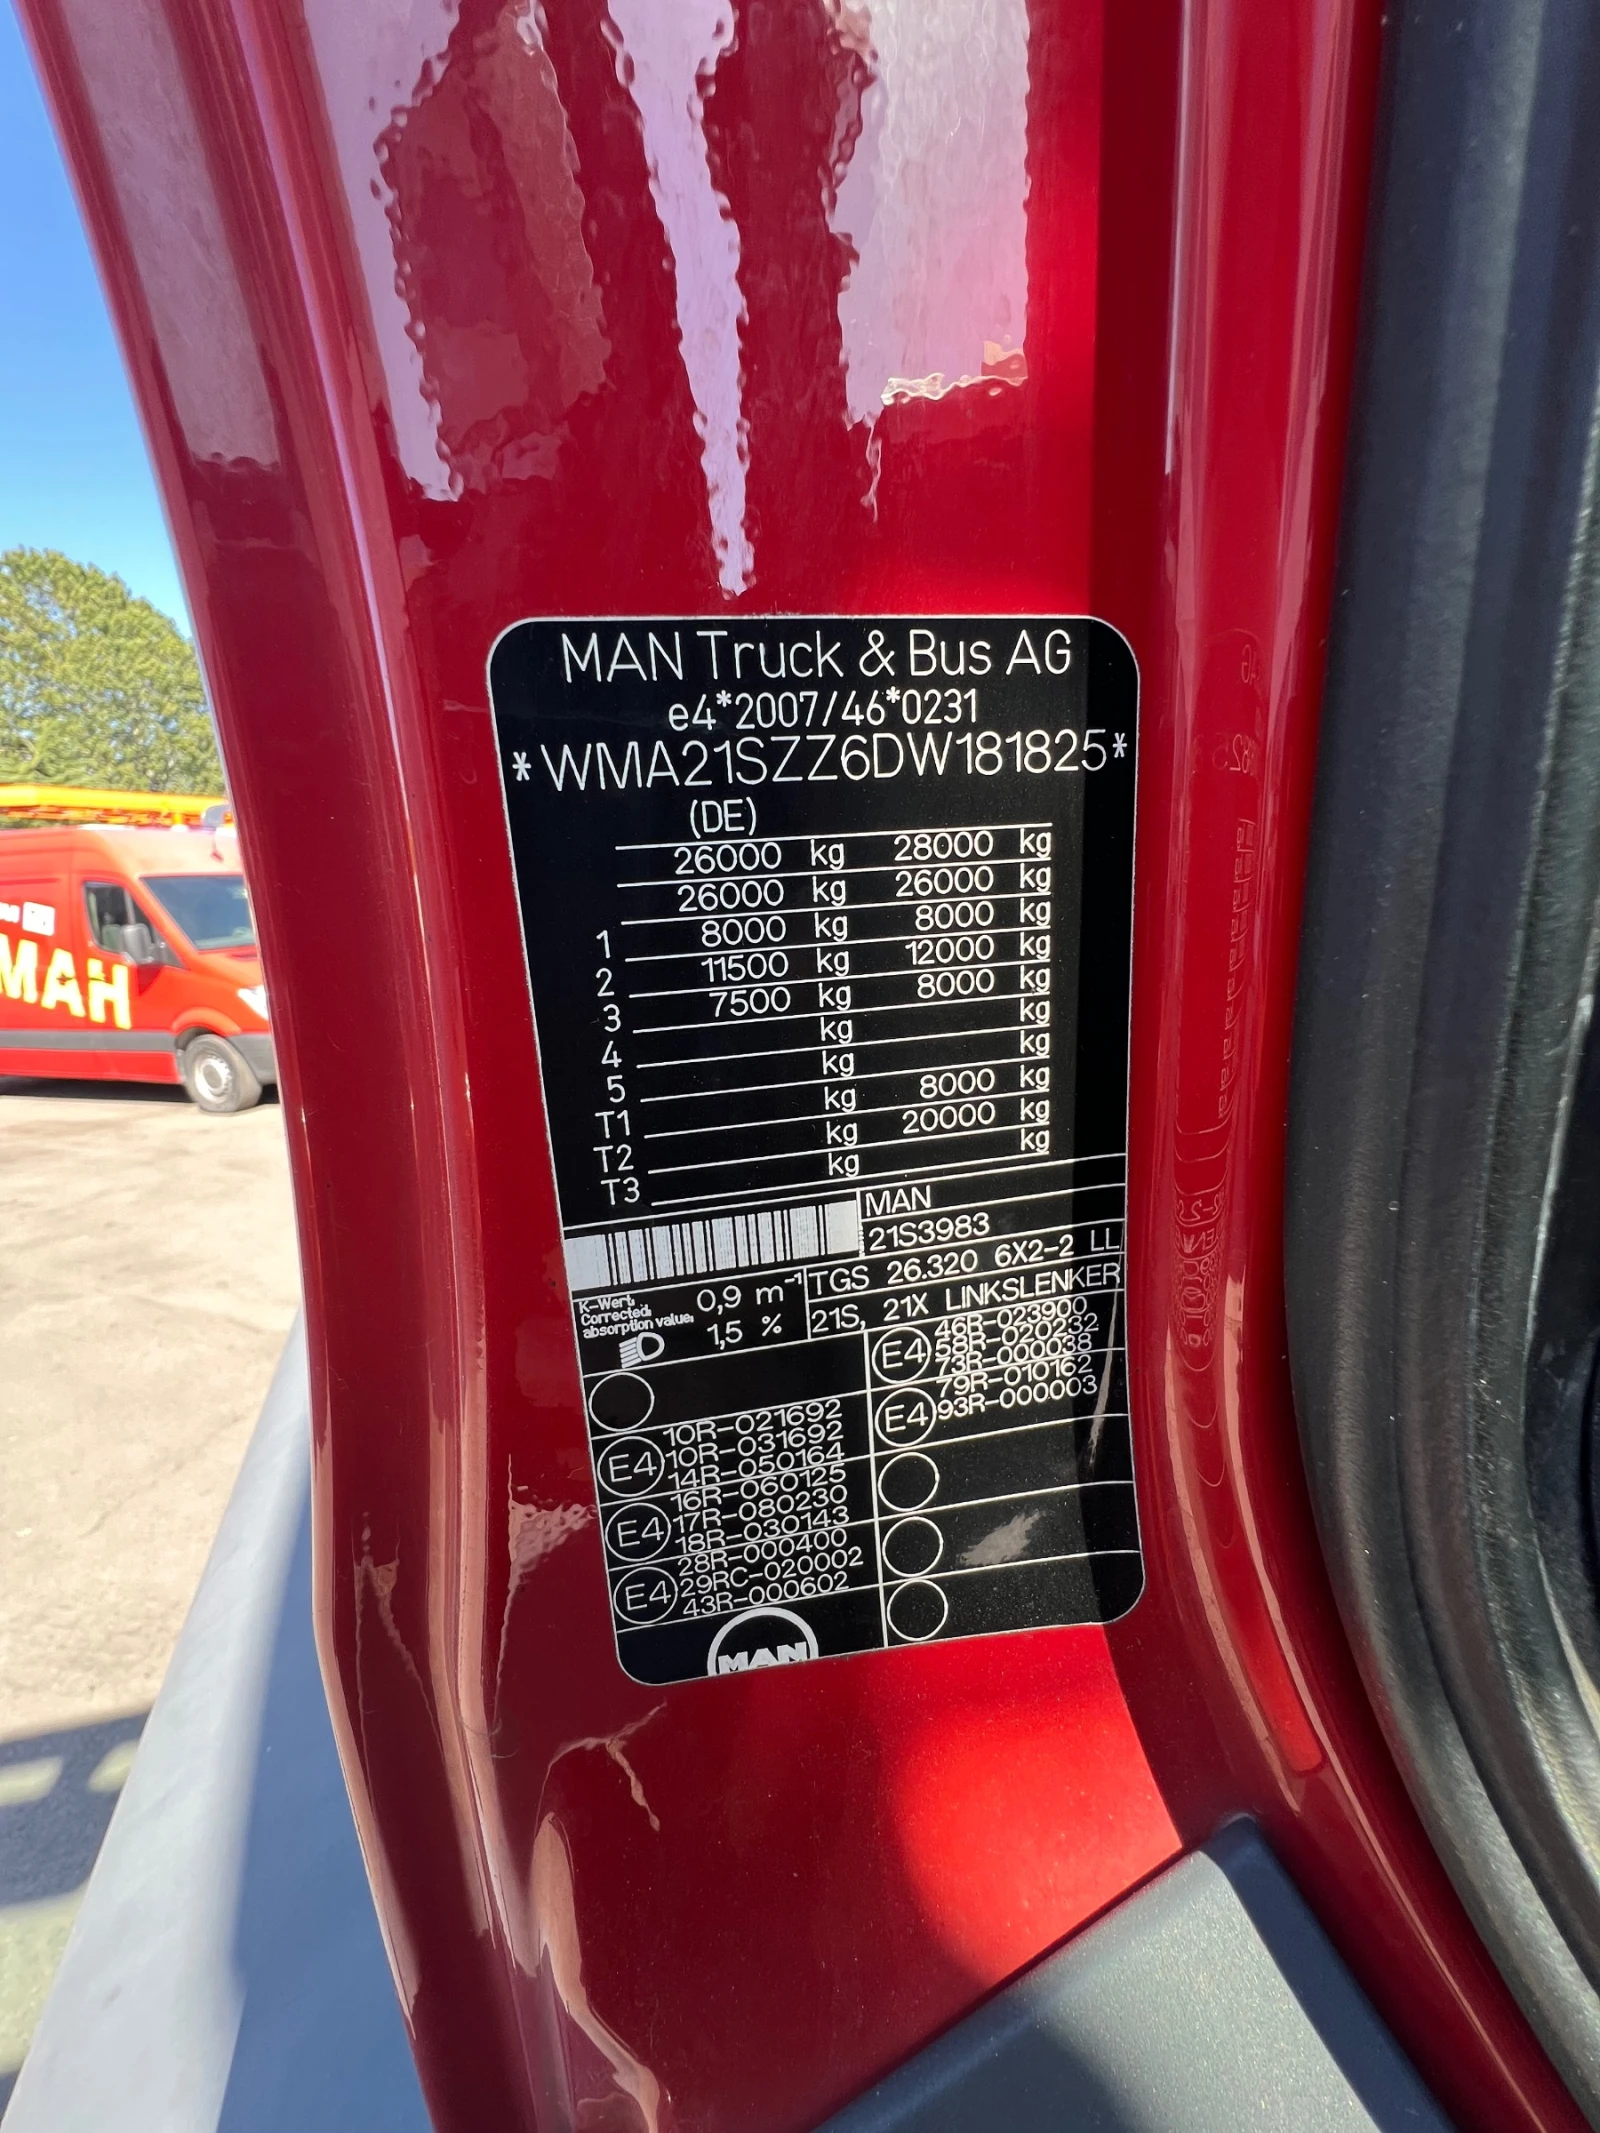 MAN Truck & Bus AG
e4*2007/46*0231
*WMA21SZZ6DW181825*
(DE)
26000 kg 28000 kg
26000 kg 26000 kg
1 8000 kg 8000 kg
2 11500 kg 12000 kg
3 7500 kg 8000 kg
4 kg kg
5 kg kg
T1 kg 8000 kg
T2 kg 20000 kg
T3 kg kg
MAN
21S3983
TGS 26.320 6X2-2 LL
21S, 21X LINKSLENKER
K-Wert:
Corrected:
absorption value:
0,9 m⁻¹
1,5 %
E4 10R-021692
10R-031692
14R-050164
E4 16R-060125
17R-080230
18R-030143
E4 28R-000400
29RC-020002
43R-000602
E4 46R-023900
58R-020232
73R-000038
E4 79R-010162
93R-000003
MAN
MAH